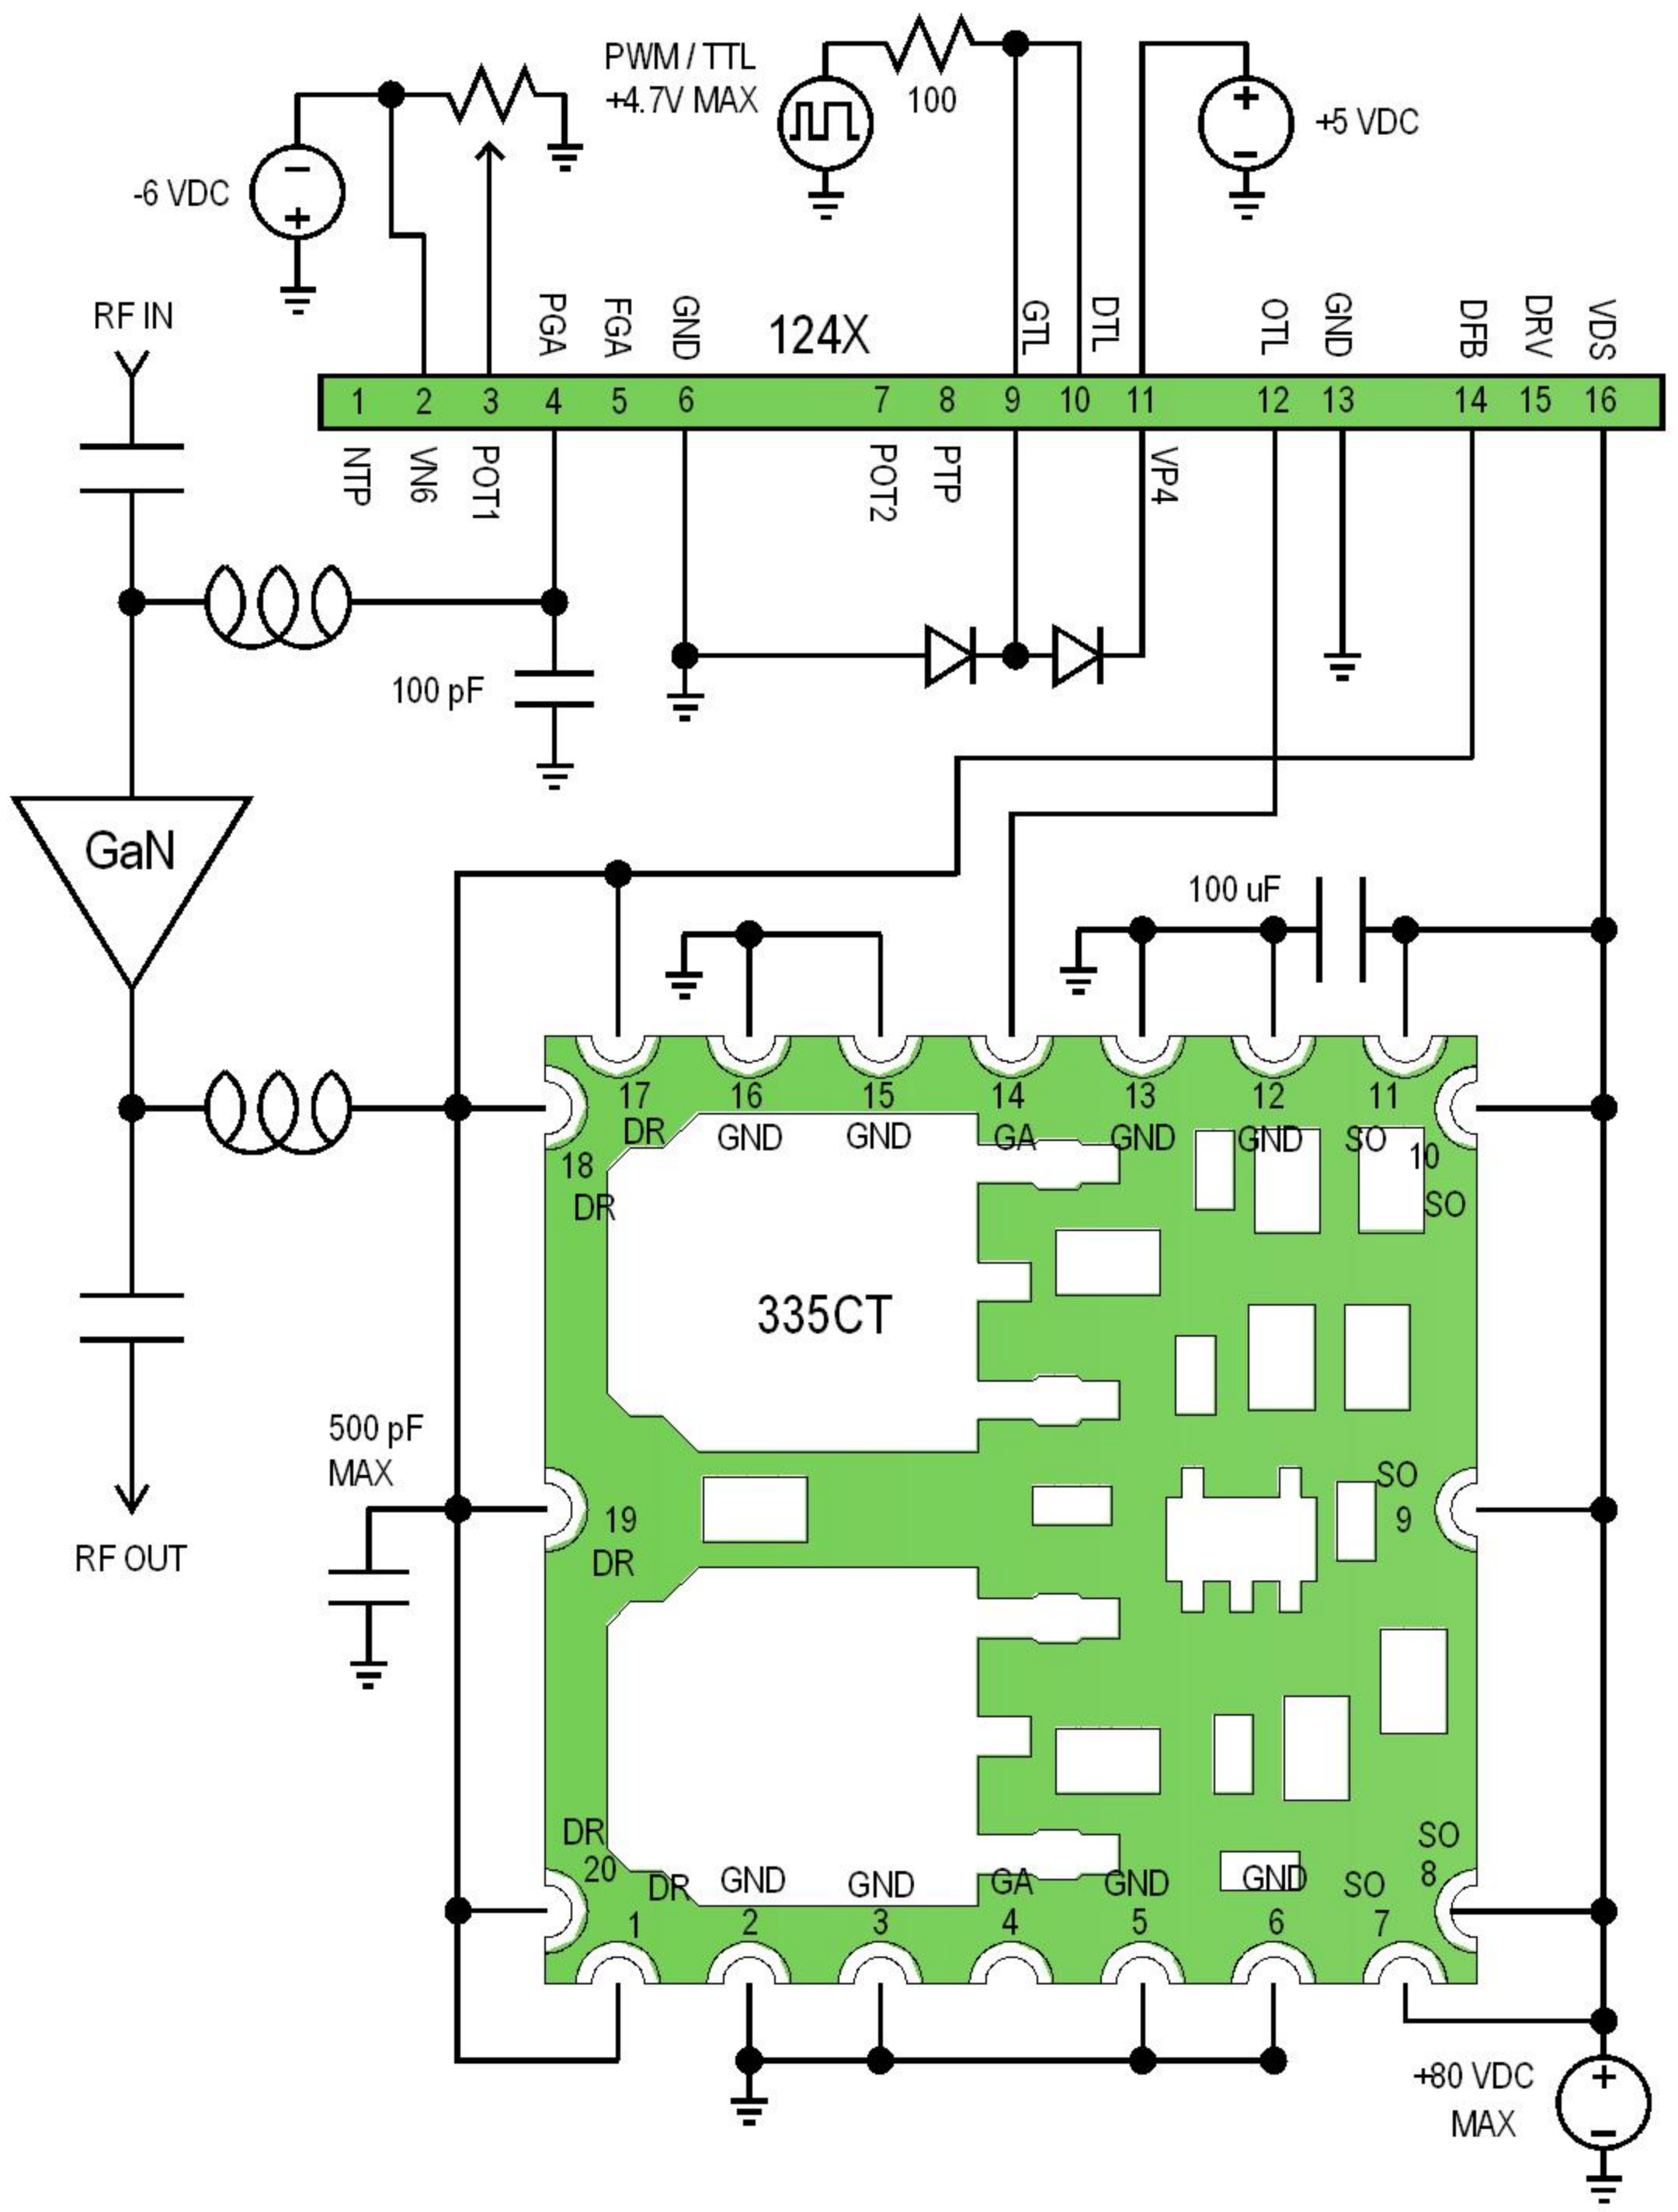 PWM / TTL
+4.7V MAX
100
+5 VDC
-6 VDC
RF IN
PGA
FGA
GND
124X
GTL
DTL
OTL
GND
DFB
DRV
VDS
1 2 3 4 5 6 7 8 9 10 11 12 13 14 15 16
NTP
VN6
POT1
POT2
PTP
VP4
100 pF
GaN
100 uF
17 16 15 14 13 12 11
DR GND GND GA GND GND SO 10
18
DR
SO
335CT
500 pF
MAX
SO
19
9
DR
RF OUT
DR
SO
20
8
DR GND GND GA GND GND SO
1 2 3 4 5 6 7
+80 VDC
MAX
+
−
+
−
−
+